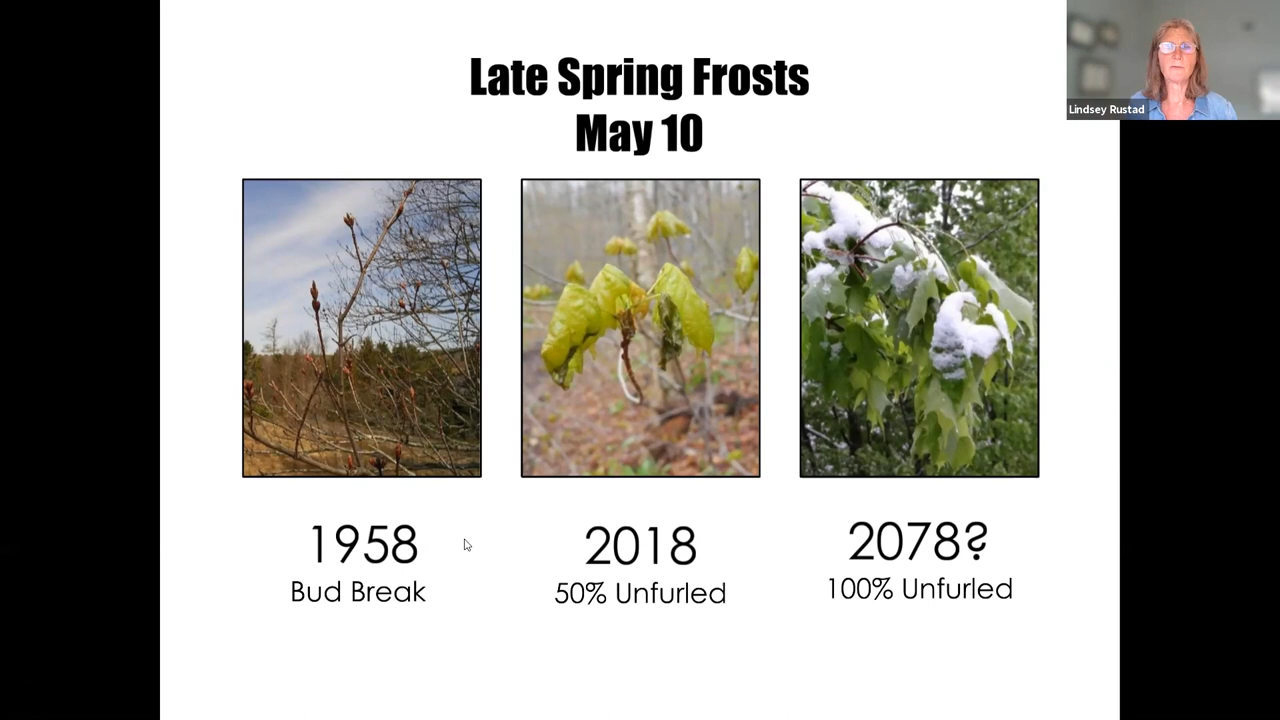 Late Spring Frosts
May 10
Lindsey Rustad
1958
Bud Break
2018
50% Unfurled
2078?
100% Unfurled